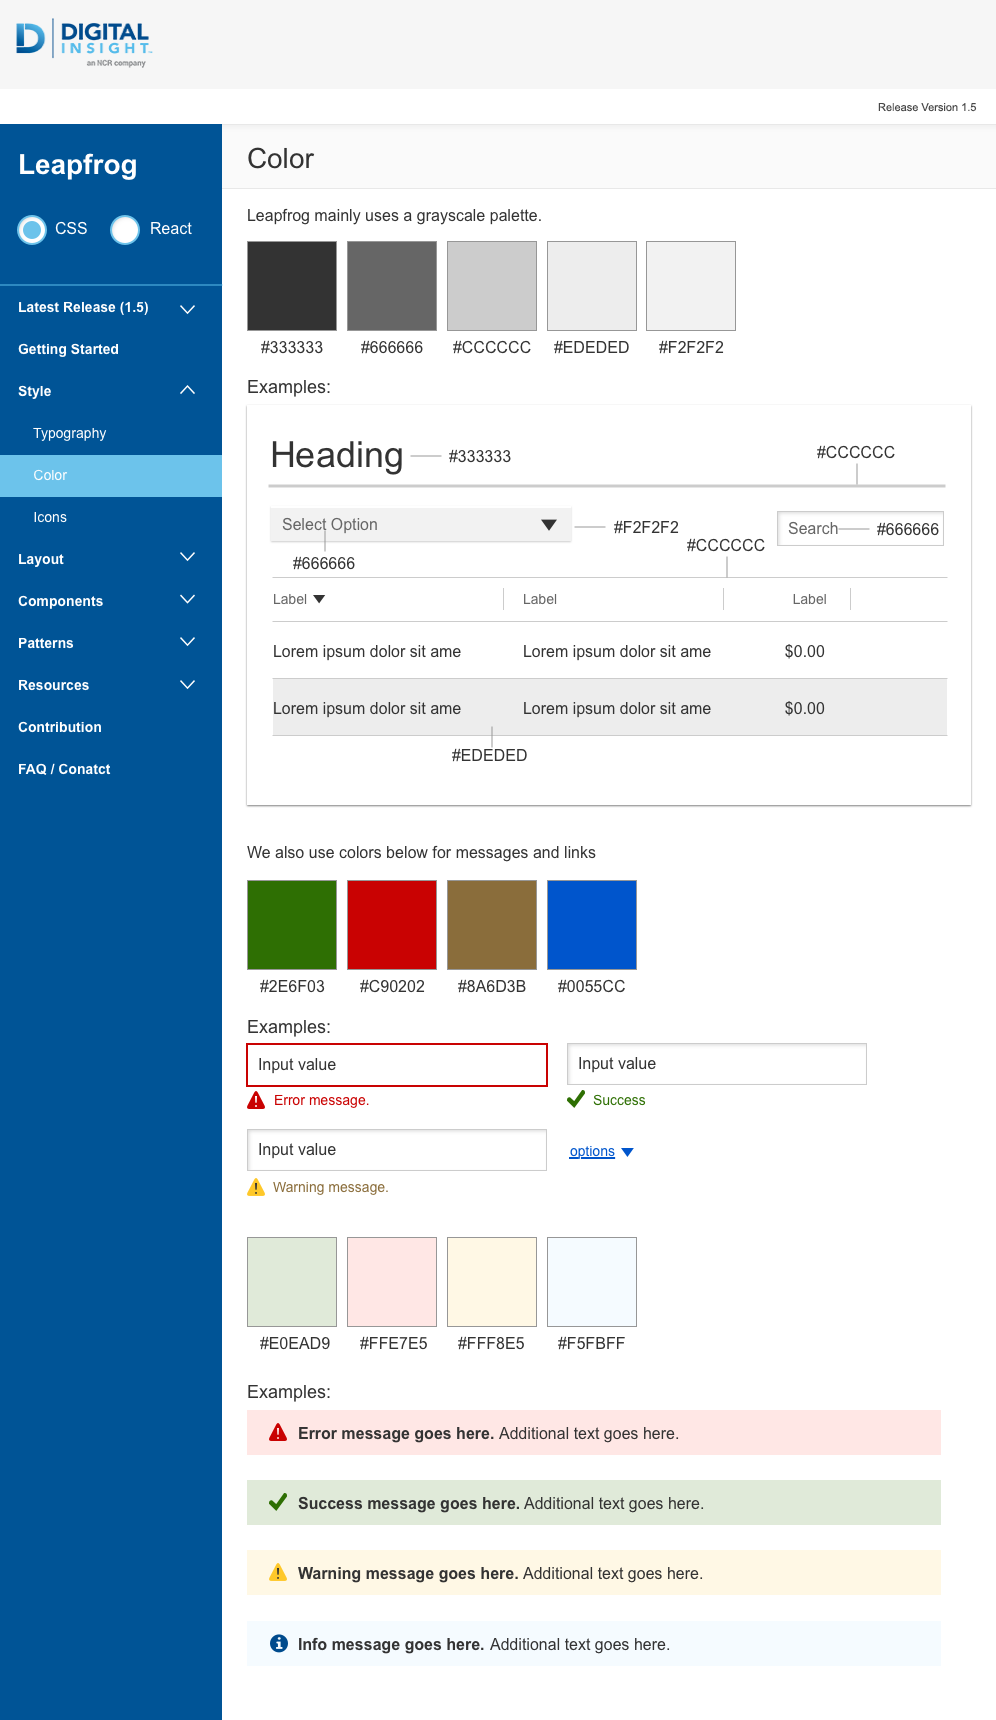 DIGITAL
INSIGHT
an NCR company
Release Version 1.5
Leapfrog
CSS React
Latest Release (1.5)
Getting Started
Style
Typography
Color
Icons
Layout
Components
Patterns
Resources
Contribution
FAQ / Conatct
Color
Leapfrog mainly uses a grayscale palette.
#333333 #666666 #CCCCCC #EDEDED #F2F2F2
Examples:
Heading #333333 #CCCCCC
Select Option #F2F2F2 Search #666666
#CCCCCC
#666666
Label Label Label
Lorem ipsum dolor sit ame Lorem ipsum dolor sit ame $0.00
Lorem ipsum dolor sit ame Lorem ipsum dolor sit ame $0.00
#EDEDED
We also use colors below for messages and links
#2E6F03 #C90202 #8A6D3B #0055CC
Examples:
Input value Input value
Error message. Success
Input value options
Warning message.
#E0EAD9 #FFE7E5 #FFF8E5 #F5FBFF
Examples:
Error message goes here. Additional text goes here.
Success message goes here. Additional text goes here.
Warning message goes here. Additional text goes here.
Info message goes here. Additional text goes here.